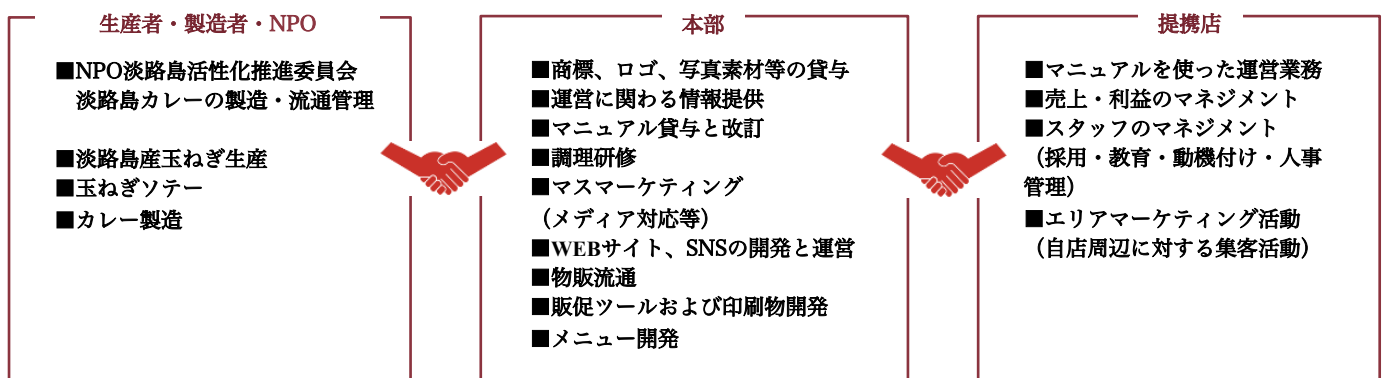 生産者・製造者・NPO
■NPO淡路島活性化推進委員会
淡路島カレーの製造・流通管理
■淡路島産玉ねぎ生産
■玉ねぎソテー
■カレー製造
本部
■商標、ロゴ、写真素材等の貸与
■運営に関わる情報提供
■マニュアル貸与と改訂
■調理研修
■マスマーケティング
（メディア対応等）
■WEBサイト、SNSの開発と運営
■物販流通
■販促ツールおよび印刷物開発
■メニュー開発
提携店
■マニュアルを使った運営業務
■売上・利益のマネジメント
■スタッフのマネジメント
（採用・教育・動機付け・人事
管理）
■エリアマーケティング活動
（自店周辺に対する集客活動）